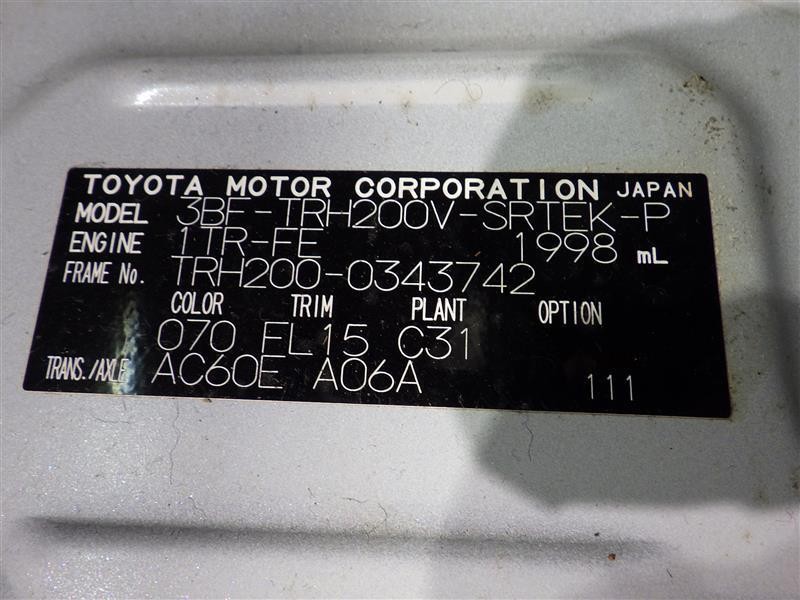 TOYOTA MOTOR CORPORATION JAPAN
MODEL 3BF-TRH200V-SRTEK-P
ENGINE 1TR-FE 1998 mL
FRAME No. TRH200-0343742
COLOR TRIM PLANT OPTION
070 FL15 C31
TRANS./AXLE AC60E A06A 111